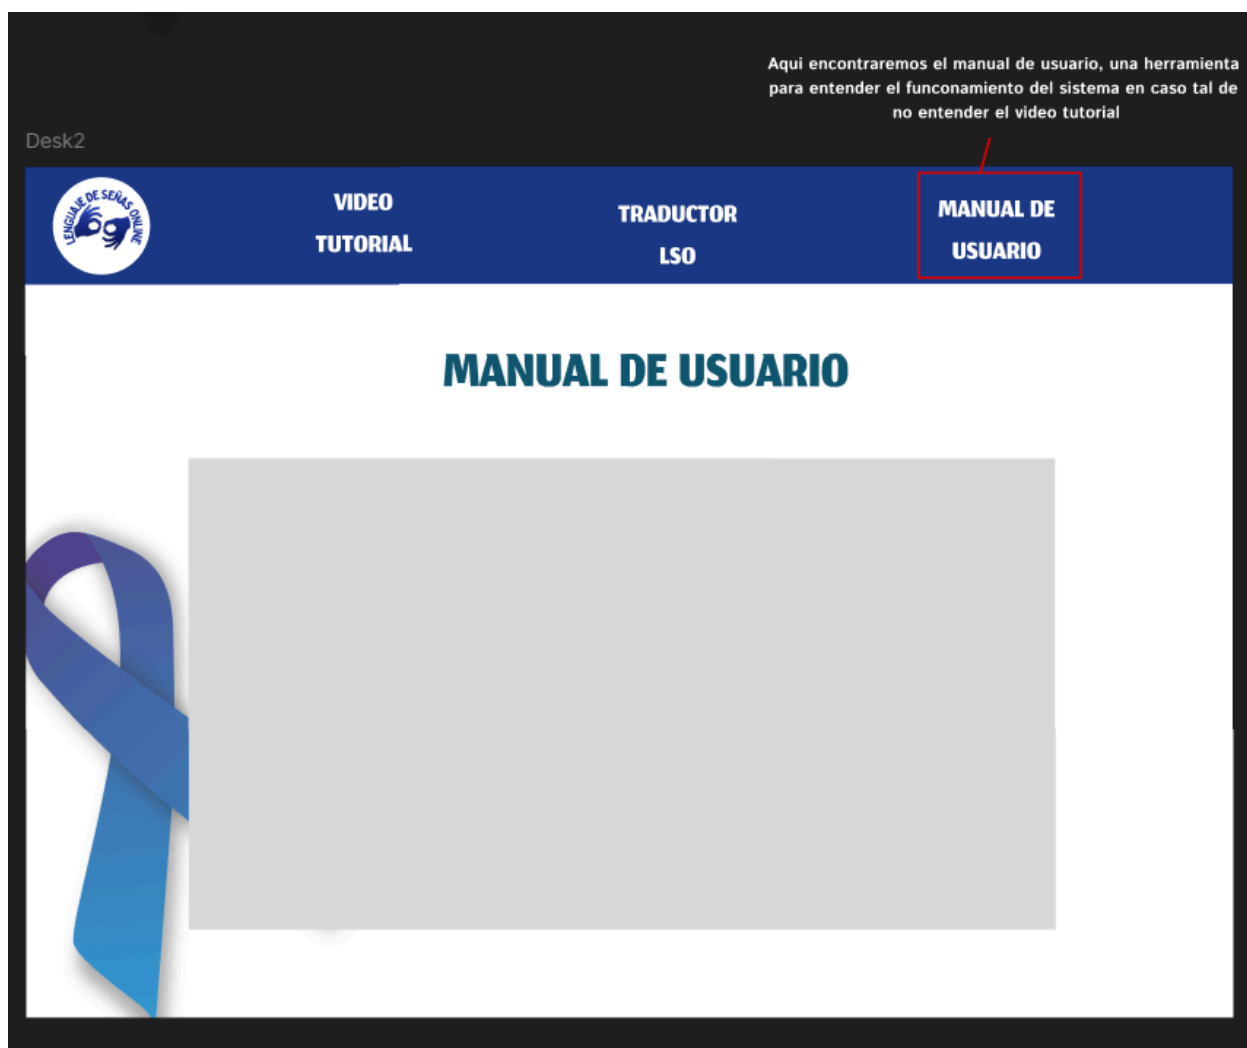 Aqui encontraremos el manual de usuario, una herramienta
para entender el funconamiento del sistema en caso tal de
no entender el video tutorial
Desk2
LENGUAJE DE SEÑAS ONLINE
VIDEO
TUTORIAL
TRADUCTOR
LSO
MANUAL DE
USUARIO
MANUAL DE USUARIO